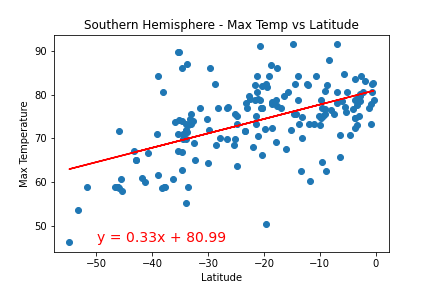 Southern Hemisphere - Max Temp vs Latitude
Max Temperature
90
80
70
60
50
y = 0.33x + 80.99
−50
−40
−30
−20
−10
0
Latitude